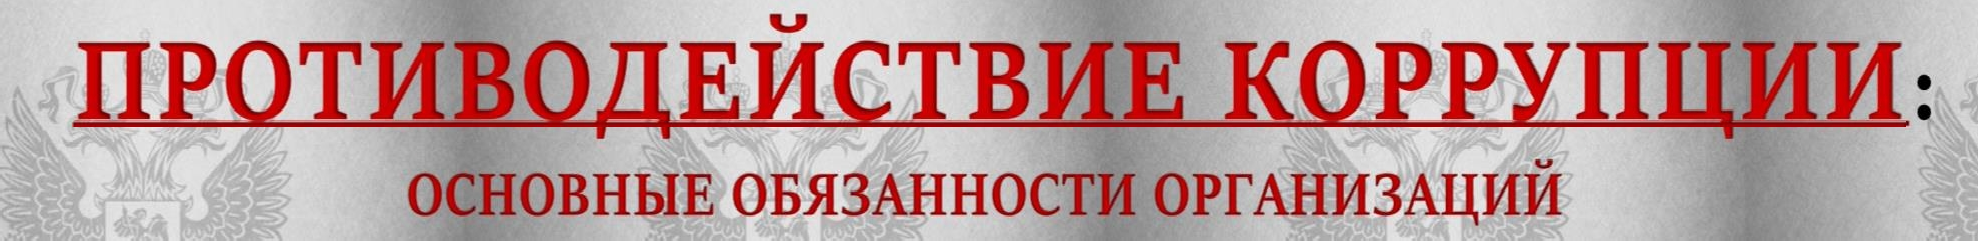 ПРОТИВОДЕЙСТВИЕ КОРРУПЦИИ:
ОСНОВНЫЕ ОБЯЗАННОСТИ ОРГАНИЗАЦИЙ